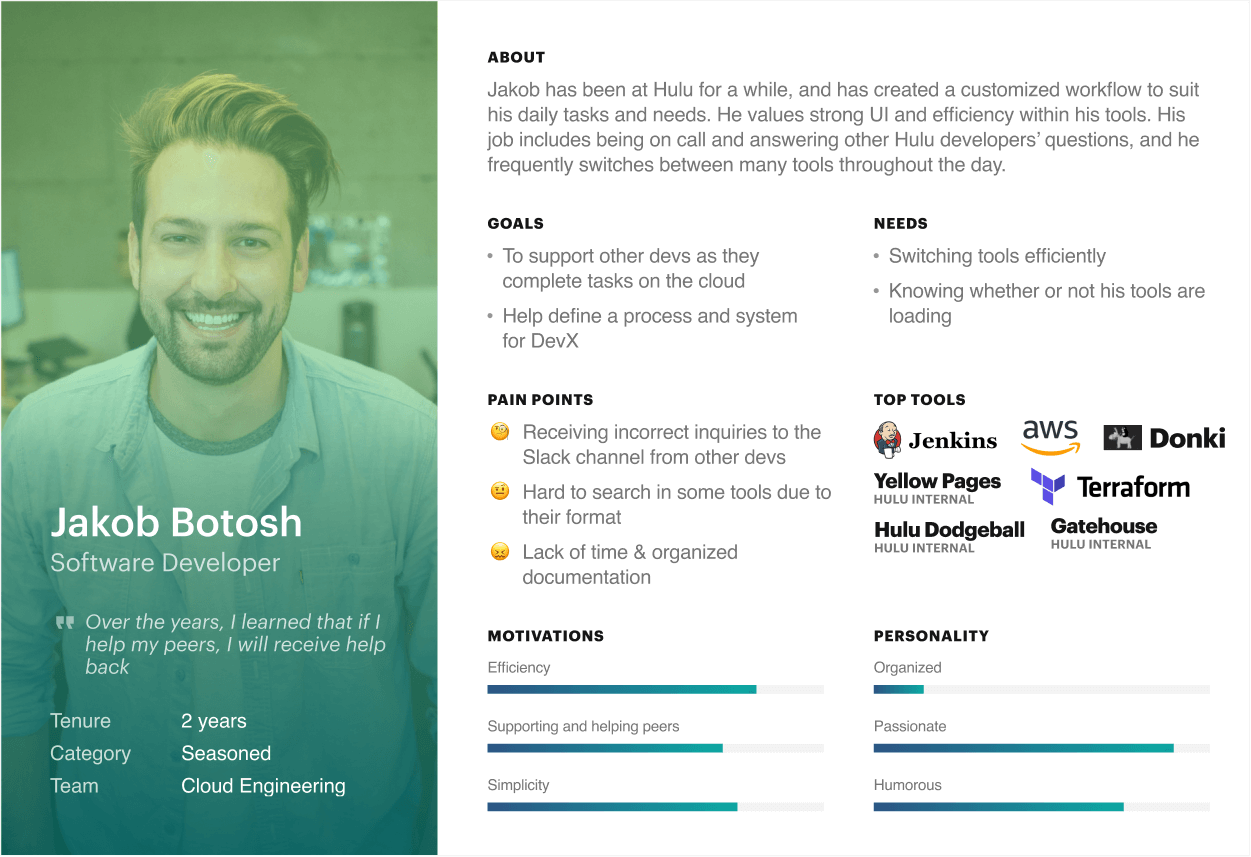 Jakob Botosh
Software Developer
Over the years, I learned that if I
help my peers, I will receive help
back
Tenure 2 years
Category Seasoned
Team Cloud Engineering
ABOUT
Jakob has been at Hulu for a while, and has created a customized workflow to suit
his daily tasks and needs. He values strong UI and efficiency within his tools. His
job includes being on call and answering other Hulu developers’ questions, and he
frequently switches between many tools throughout the day.
GOALS
• To support other devs as they
complete tasks on the cloud
• Help define a process and system
for DevX
NEEDS
• Switching tools efficiently
• Knowing whether or not his tools are
loading
PAIN POINTS
🧐 Receiving incorrect inquiries to the
Slack channel from other devs
🤨 Hard to search in some tools due to
their format
😖 Lack of time & organized
documentation
TOP TOOLS
Jenkins
aws
Donki
Yellow Pages
HULU INTERNAL
Terraform
Hulu Dodgeball
HULU INTERNAL
Gatehouse
HULU INTERNAL
MOTIVATIONS
Efficiency
Supporting and helping peers
Simplicity
PERSONALITY
Organized
Passionate
Humorous